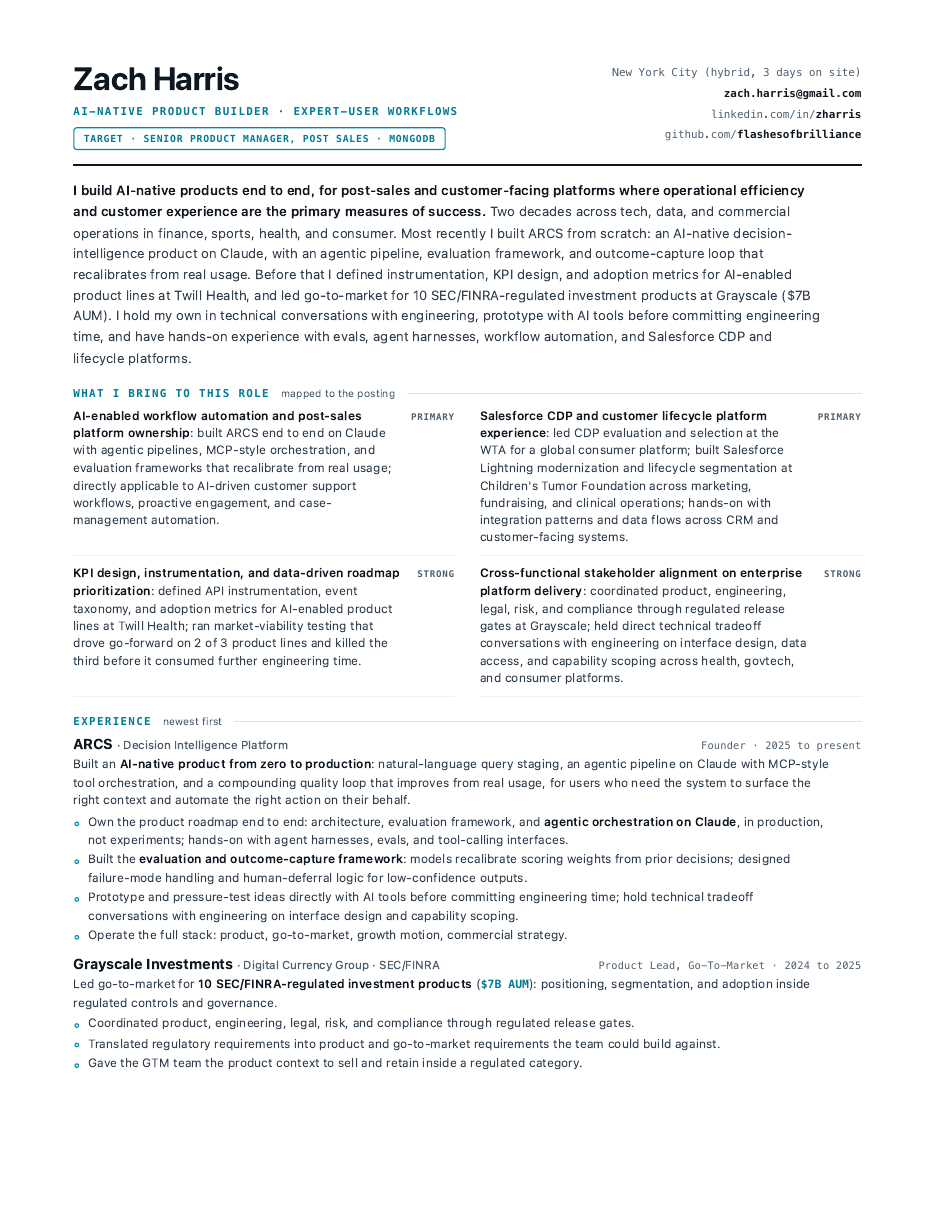 Zach Harris
AI–NATIVE PRODUCT BUILDER · EXPERT–USER WORKFLOWS
TARGET · SENIOR PRODUCT MANAGER, POST SALES · MONGODB
New York City (hybrid, 3 days on site)
zach.harris@gmail.com
linkedin.com/in/zharris
github.com/flashesofbrilliance
I build AI-native products end to end, for post-sales and customer-facing platforms where operational efficiency
and customer experience are the primary measures of success. Two decades across tech, data, and commercial
operations in finance, sports, health, and consumer. Most recently I built ARCS from scratch: an AI-native decision-
intelligence product on Claude, with an agentic pipeline, evaluation framework, and outcome-capture loop that
recalibrates from real usage. Before that I defined instrumentation, KPI design, and adoption metrics for AI-enabled
product lines at Twill Health, and led go-to-market for 10 SEC/FINRA-regulated investment products at Grayscale ($7B
AUM). I hold my own in technical conversations with engineering, prototype with AI tools before committing engineering
time, and have hands-on experience with evals, agent harnesses, workflow automation, and Salesforce CDP and
lifecycle platforms.
WHAT I BRING TO THIS ROLE mapped to the posting
AI-enabled workflow automation and post-sales PRIMARY
platform ownership: built ARCS end to end on Claude
with agentic pipelines, MCP-style orchestration, and
evaluation frameworks that recalibrate from real usage;
directly applicable to AI-driven customer support
workflows, proactive engagement, and case-
management automation.
Salesforce CDP and customer lifecycle platform PRIMARY
experience: led CDP evaluation and selection at the
WTA for a global consumer platform; built Salesforce
Lightning modernization and lifecycle segmentation at
Children's Tumor Foundation across marketing,
fundraising, and clinical operations; hands-on with
integration patterns and data flows across CRM and
customer-facing systems.
KPI design, instrumentation, and data-driven roadmap STRONG
prioritization: defined API instrumentation, event
taxonomy, and adoption metrics for AI-enabled product
lines at Twill Health; ran market-viability testing that
drove go-forward on 2 of 3 product lines and killed the
third before it consumed further engineering time.
Cross-functional stakeholder alignment on enterprise STRONG
platform delivery: coordinated product, engineering,
legal, risk, and compliance through regulated release
gates at Grayscale; held direct technical tradeoff
conversations with engineering on interface design, data
access, and capability scoping across health, govtech,
and consumer platforms.
EXPERIENCE newest first
ARCS · Decision Intelligence Platform Founder · 2025 to present
Built an AI-native product from zero to production: natural-language query staging, an agentic pipeline on Claude with MCP-style
tool orchestration, and a compounding quality loop that improves from real usage, for users who need the system to surface the
right context and automate the right action on their behalf.
Own the product roadmap end to end: architecture, evaluation framework, and agentic orchestration on Claude, in production,
not experiments; hands-on with agent harnesses, evals, and tool-calling interfaces.
Built the evaluation and outcome-capture framework: models recalibrate scoring weights from prior decisions; designed
failure-mode handling and human-deferral logic for low-confidence outputs.
Prototype and pressure-test ideas directly with AI tools before committing engineering time; hold technical tradeoff
conversations with engineering on interface design and capability scoping.
Operate the full stack: product, go-to-market, growth motion, commercial strategy.
Grayscale Investments · Digital Currency Group · SEC/FINRA Product Lead, Go–To–Market · 2024 to 2025
Led go-to-market for 10 SEC/FINRA-regulated investment products ($7B AUM): positioning, segmentation, and adoption inside
regulated controls and governance.
Coordinated product, engineering, legal, risk, and compliance through regulated release gates.
Translated regulatory requirements into product and go-to-market requirements the team could build against.
Gave the GTM team the product context to sell and retain inside a regulated category.